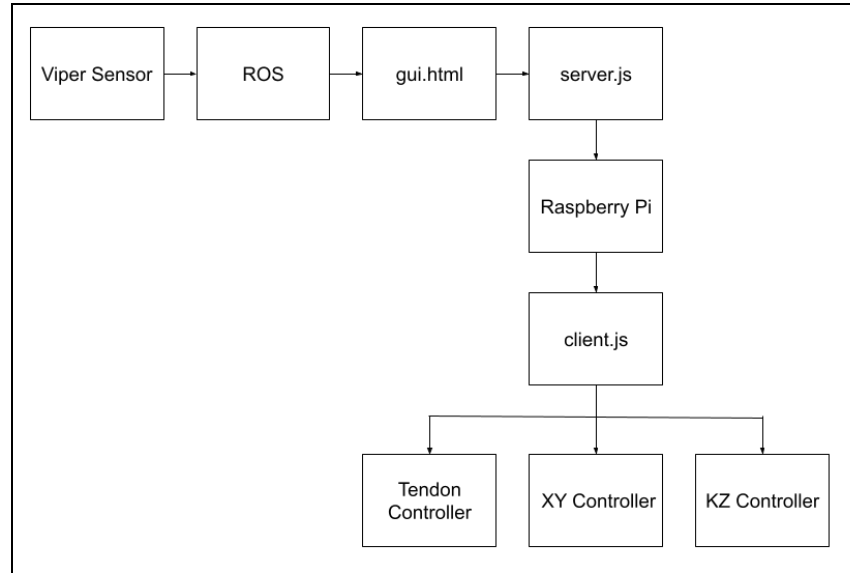 Viper Sensor
ROS
gui.html
server.js
Raspberry Pi
client.js
Tendon
Controller
XY Controller
KZ Controller